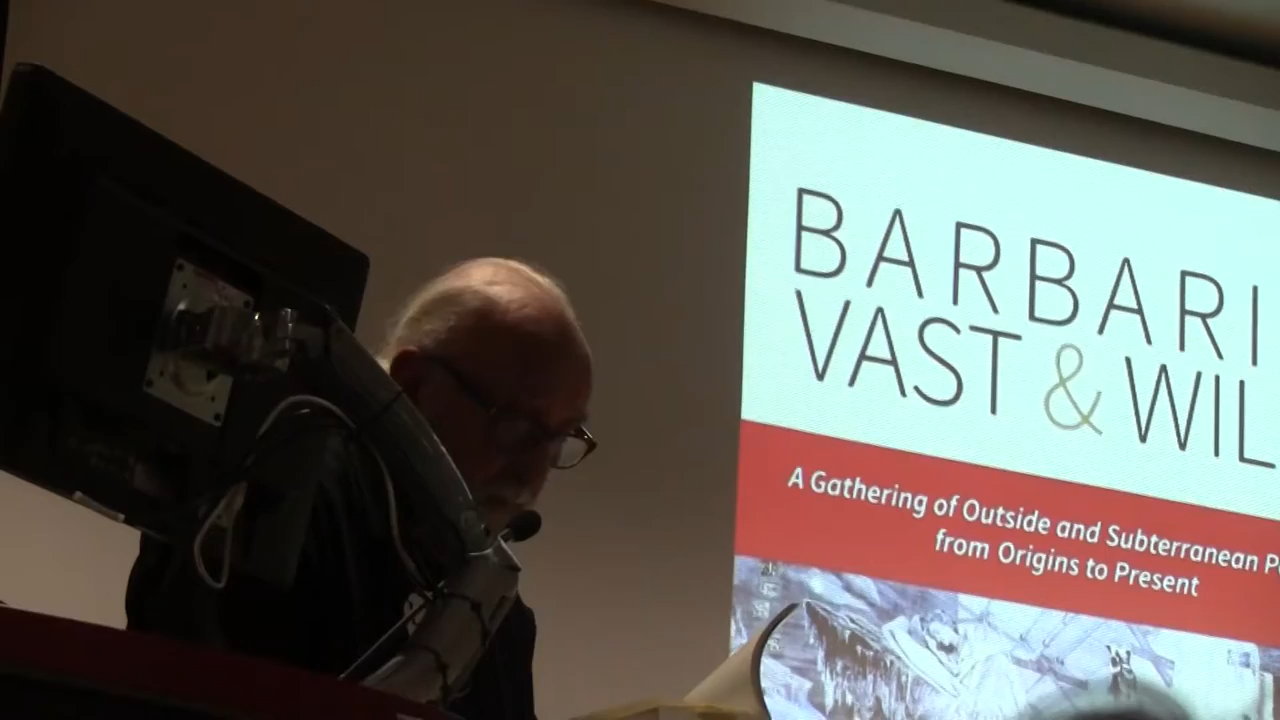 BARBARI
VAST & WIL
A Gathering of Outside and Subterranean P
from Origins to Present